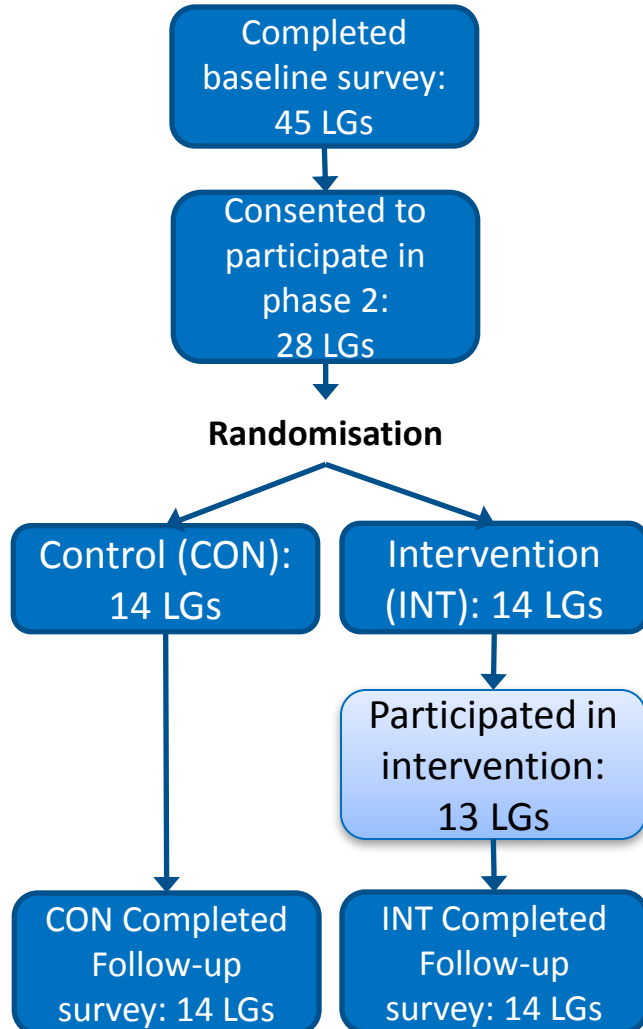 Completed
baseline survey:
45 LGs
Consented to
participate in
phase 2:
28 LGs
Randomisation
Control (CON):
14 LGs
Intervention
(INT): 14 LGs
Participated in
intervention:
13 LGs
CON Completed
Follow-up
survey: 14 LGs
INT Completed
Follow-up
survey: 14 LGs